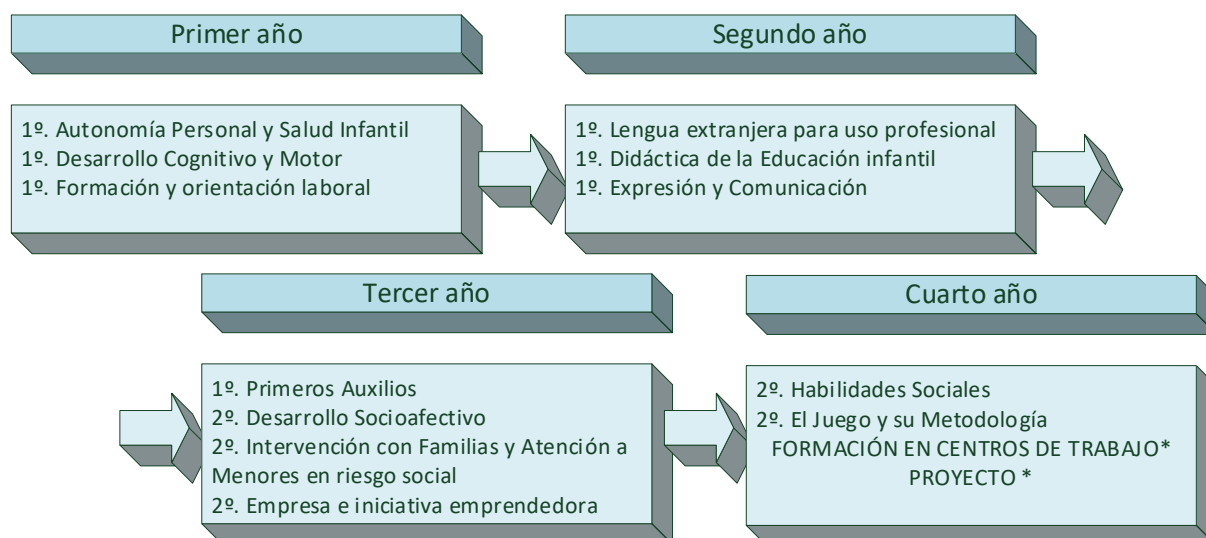 Primer año
1º. Autonomía Personal y Salud Infantil
1º. Desarrollo Cognitivo y Motor
1º. Formación y orientación laboral
Segundo año
1º. Lengua extranjera para uso profesional
1º. Didáctica de la Educación infantil
1º. Expresión y Comunicación
Tercer año
1º. Primeros Auxilios
2º. Desarrollo Socioafectivo
2º. Intervención con Familias y Atención a
Menores en riesgo social
2º. Empresa e iniciativa emprendedora
Cuarto año
2º. Habilidades Sociales
2º. El Juego y su Metodología
FORMACIÓN EN CENTROS DE TRABAJO*
PROYECTO *